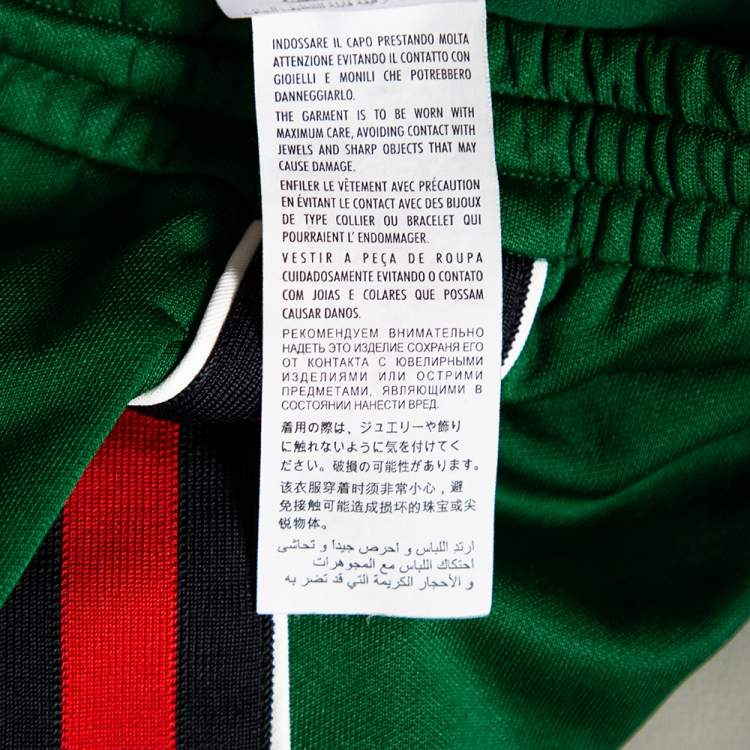 INDOSSARE IL CAPO PRESTANDO MOLTA
ATTENZIONE EVITANDO IL CONTATTO CON
GIOIELLI E MONILI CHE POTREBBERO
DANNEGGIARLO.
THE GARMENT IS TO BE WORN WITH
MAXIMUM CARE, AVOIDING CONTACT WITH
JEWELS AND SHARP OBJECTS THAT MAY
CAUSE DAMAGE.
ENFILER LE VÊTEMENT AVEC PRÉCAUTION
EN ÉVITANT LE CONTACT AVEC DES BIJOUX
DE TYPE COLLIER OU BRACELET QUI
POURRAIENT L' ENDOMMAGER.
VESTIR A PEÇA DE ROUPA
CUIDADOSAMENTE EVITANDO O CONTATO
COM JOIAS E COLARES QUE POSSAM
CAUSAR DANOS.
РЕКОМЕНДУЕМ ВНИМАТЕЛЬНО
НАДЕТЬ ЭТО ИЗДЕЛИЕ СОХРАНЯ ЕГО
ОТ КОНТАКТА С ЮВЕЛИРНЫМИ
ИЗДЕЛИЯМИ ИЛИ ОСТРИМИ
ПРЕДМЕТАМИ, ЯВЛЯЮЩИМИ В
СОСТОЯНИИ НАНЕСТИ ВРЕД.
着用の際は、ジュエリーや飾り
に触れないように気を付けてく
ださい。破損の可能性があります。
该衣服穿着时须非常小心，避
免接触可能造成损坏的珠宝或尖
锐物体。
ارتد اللباس و احرص جيدا و تحاشى
احتكاك اللباس مع المجوهرات
و الأحجار الكريمة التي قد تضر به